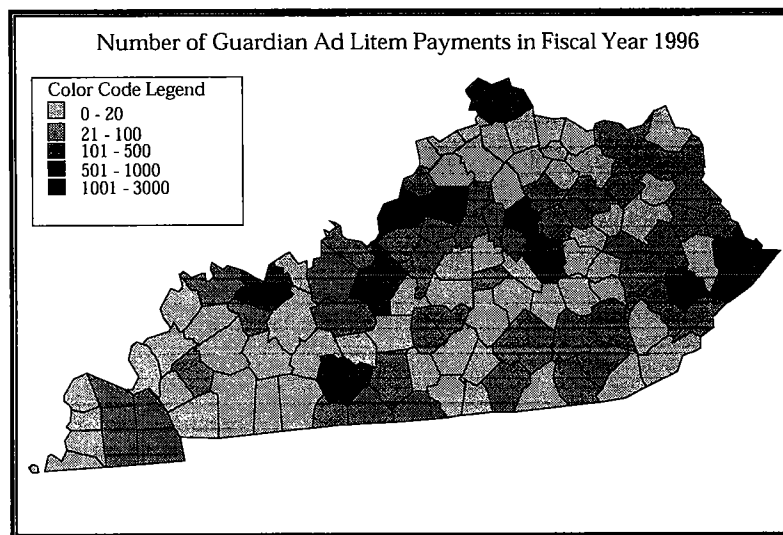 Number of Guardian Ad Litem Payments in Fiscal Year 1996
Color Code Legend
0 - 20
21 - 100
101 - 500
501 - 1000
1001 - 3000